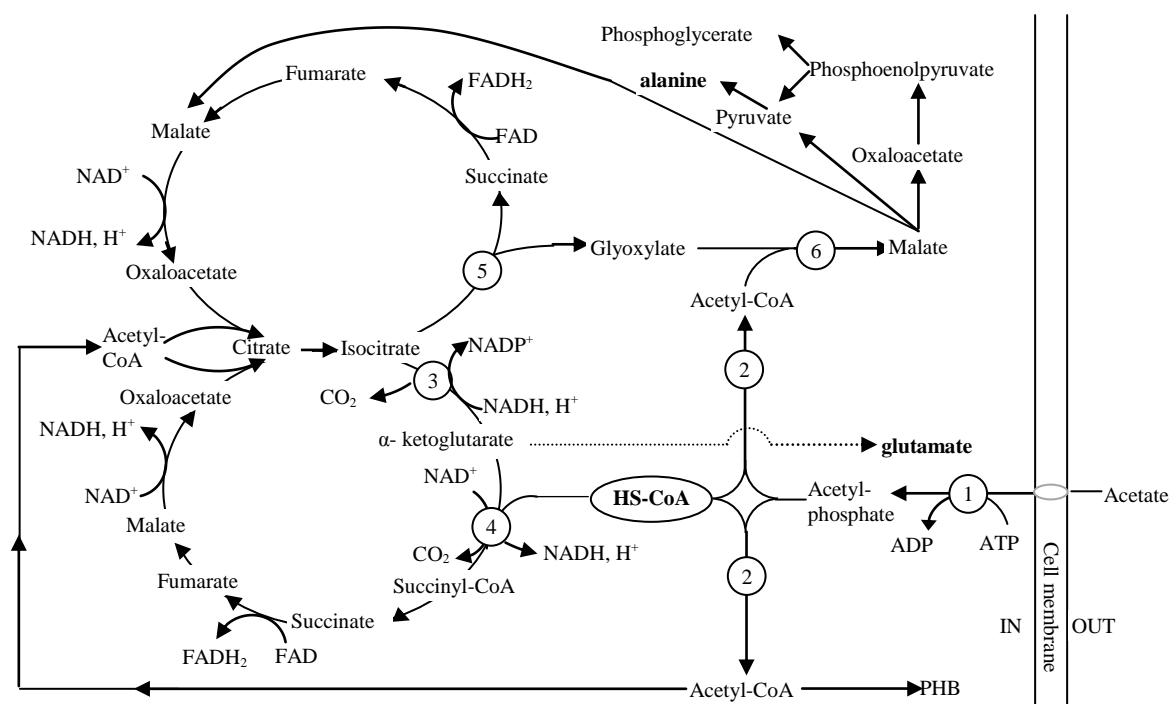 Phosphoglycerate
Fumarate
FADH₂
alanine
Phosphoenolpyruvate
Malate
FAD
Pyruvate
NAD⁺
Succinate
Oxaloacetate
NADH, H⁺
Oxaloacetate
5
Glyoxylate
6
Malate
Acetyl-CoA
Acetyl-
CoA
Citrate
Isocitrate
NADP⁺
2
3
CO₂
NADH, H⁺
Oxaloacetate
NADH, H⁺
α- ketoglutarate
glutamate
NAD⁺
NAD⁺
HS-CoA
Acetyl-
phosphate
1
Acetate
Malate
4
CO₂
NADH, H⁺
ADP
ATP
Fumarate
Succinyl-CoA
2
Cell membrane
Succinate
IN
OUT
FADH₂
FAD
Acetyl-CoA
PHB